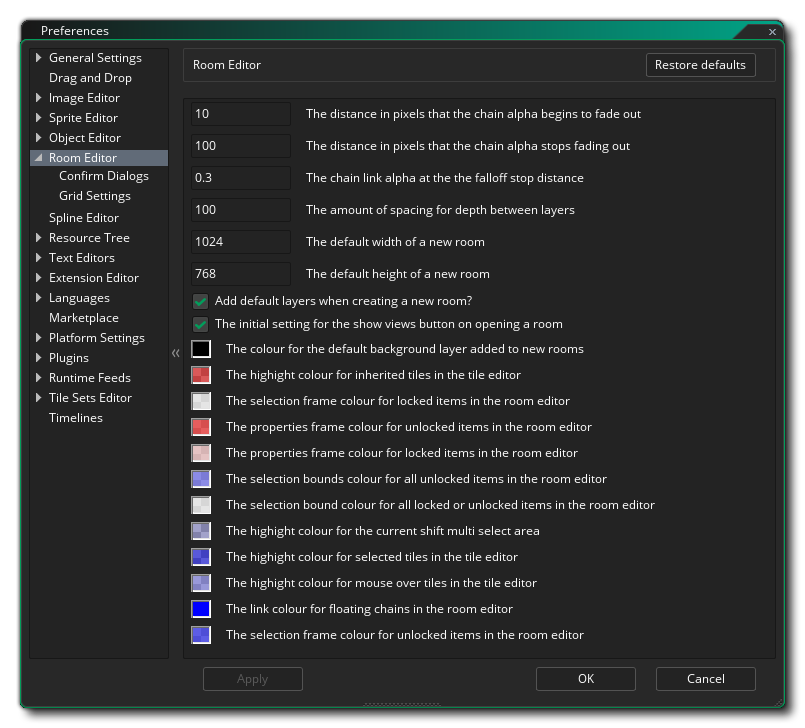 Preferences
General Settings
Drag and Drop
Image Editor
Sprite Editor
Object Editor
Room Editor
Confirm Dialogs
Grid Settings
Spline Editor
Resource Tree
Text Editors
Extension Editor
Languages
Marketplace
Platform Settings
Plugins
Runtime Feeds
Tile Sets Editor
Timelines
Room Editor
Restore defaults
10 The distance in pixels that the chain alpha begins to fade out
100 The distance in pixels that the chain alpha stops fading out
0.3 The chain link alpha at the the falloff stop distance
100 The amount of spacing for depth between layers
1024 The default width of a new room
768 The default height of a new room
Add default layers when creating a new room?
The initial setting for the show views button on opening a room
The colour for the default background layer added to new rooms
The highight colour for inherited tiles in the tile editor
The selection frame colour for locked items in the room editor
The properties frame colour for unlocked items in the room editor
The properties frame colour for locked items in the room editor
The selection bounds colour for all unlocked items in the room editor
The selection bound colour for all locked or unlocked items in the room editor
The highight colour for the current shift multi select area
The highight colour for selected tiles in the tile editor
The highight colour for mouse over tiles in the tile editor
The link colour for floating chains in the room editor
The selection frame colour for unlocked items in the room editor
Apply
OK
Cancel